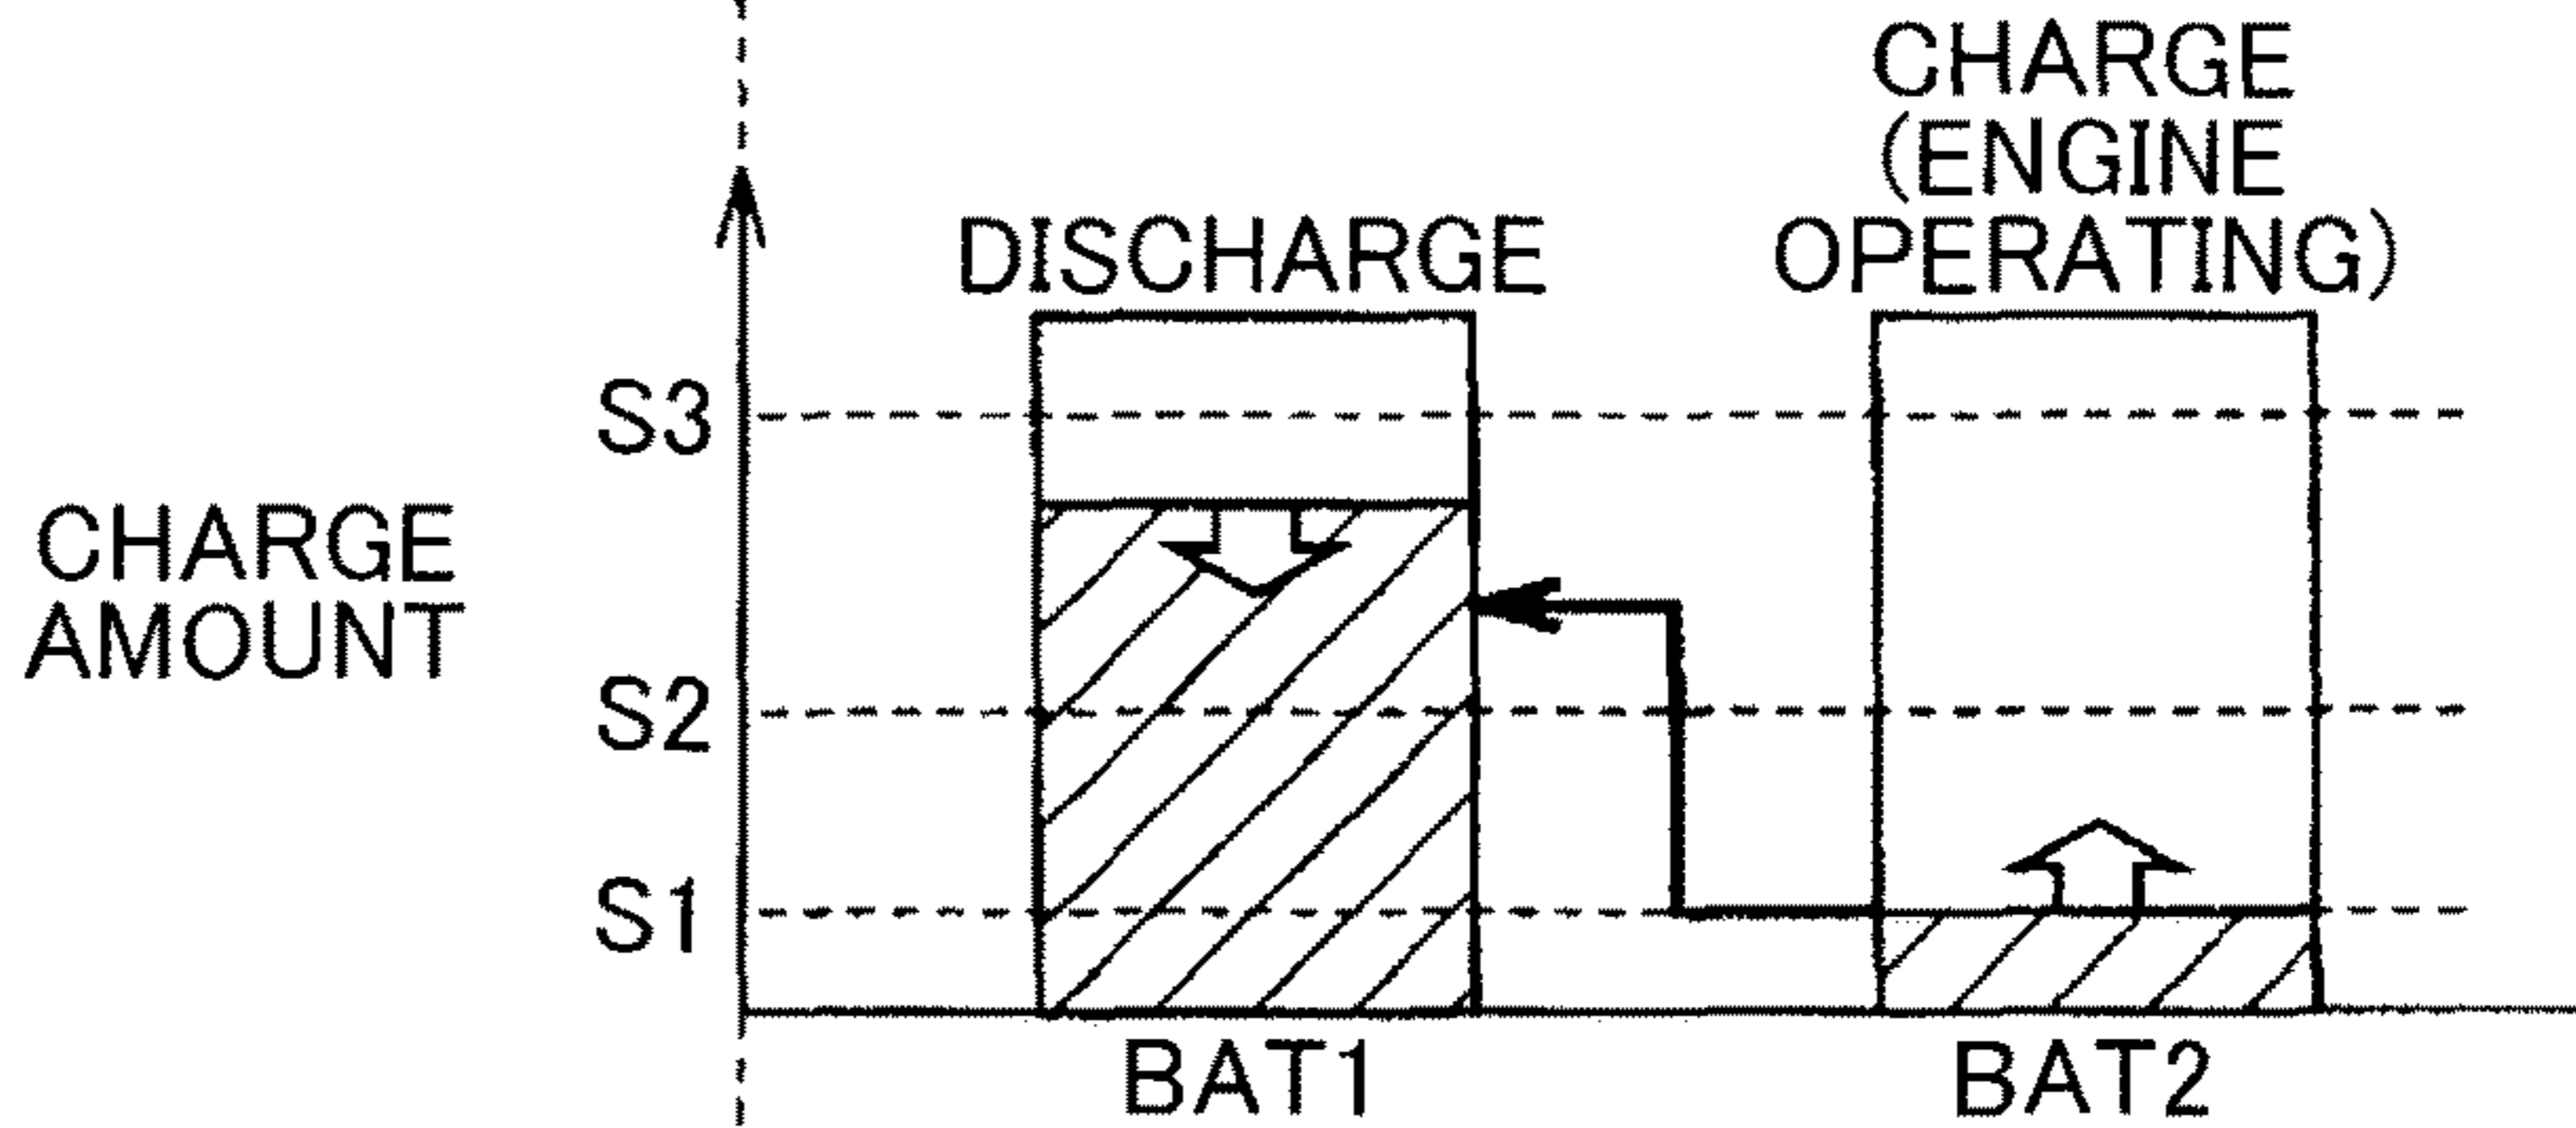 CHARGE
(ENGINE
OPERATING)
DISCHARGE
S3
CHARGE
AMOUNT
S2
S1
BAT1
BAT2